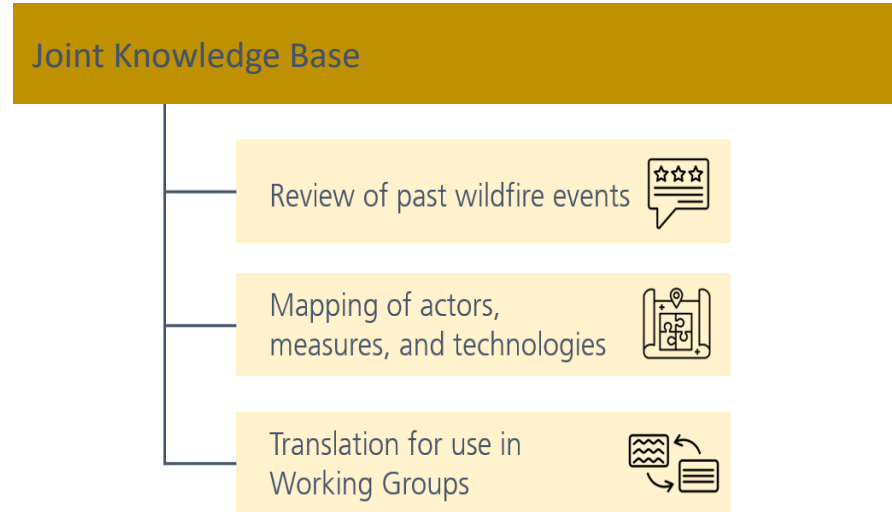 Joint Knowledge Base
Review of past wildfire events
Mapping of actors,
measures, and technologies
Translation for use in
Working Groups